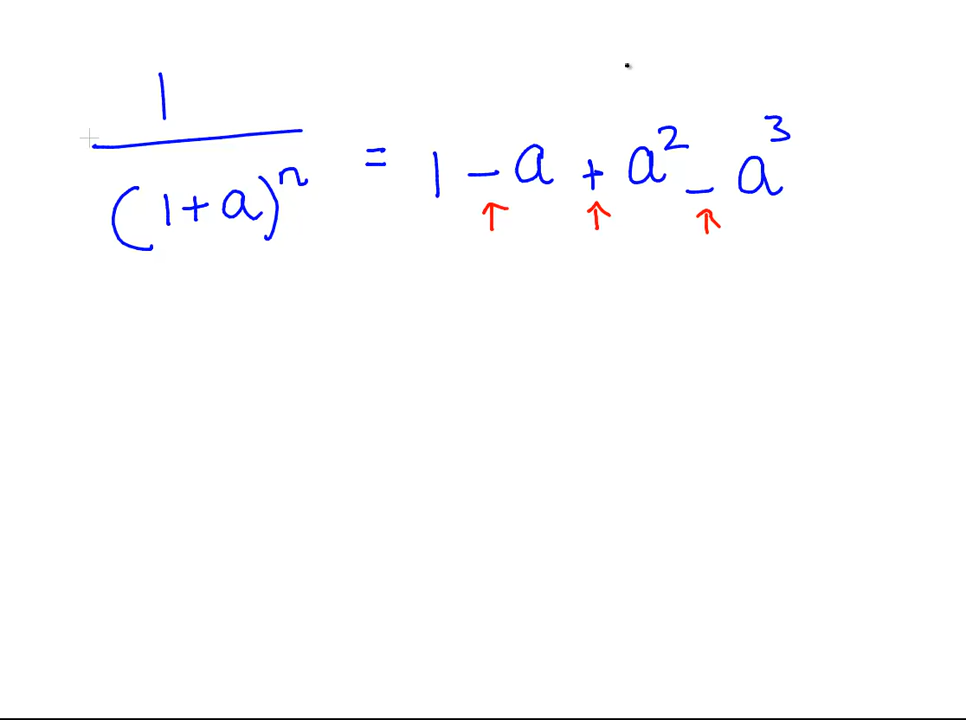 1/(1+a)^n = 1 - a + a^2 - a^3
↑ ↑ ↑